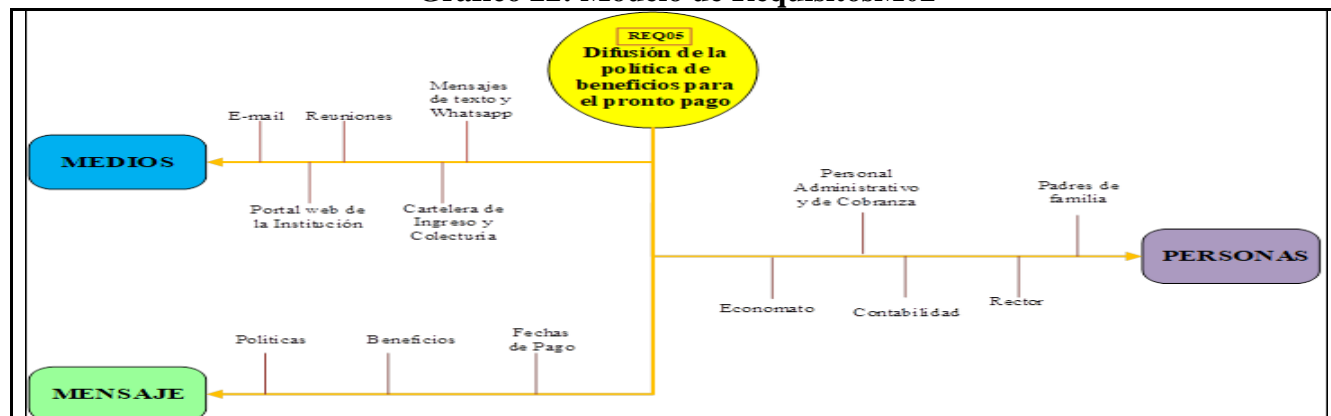 REQ05
Difusión de la
política de
beneficios para
el pronto pago
Mensajes
de texto y
Whatsapp
E-mail
Reuniones
MEDIOS
Portal web de
la Institución
Cartelera de
Ingreso y
Colecturía
Personal
Administrativo
y de Cobranza
Padres de
familia
PERSONAS
Economato
Contabilidad
Rector
Políticas
Beneficios
Fechas
de Pago
MENSAJE